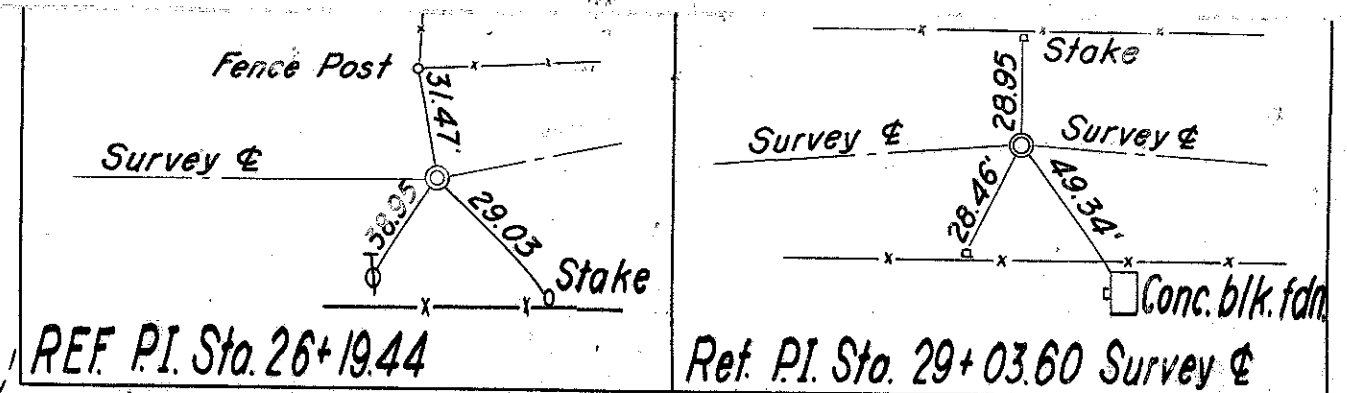 Fence Post
31.47'
Survey ℄
38.95
29.03
Stake
REF. P.I. Sta. 26+19.44
Stake
28.95
Survey ℄
Survey ℄
28.46'
49.34'
Conc. blk. fdn.
Ref. P.I. Sta. 29+03.60 Survey ℄